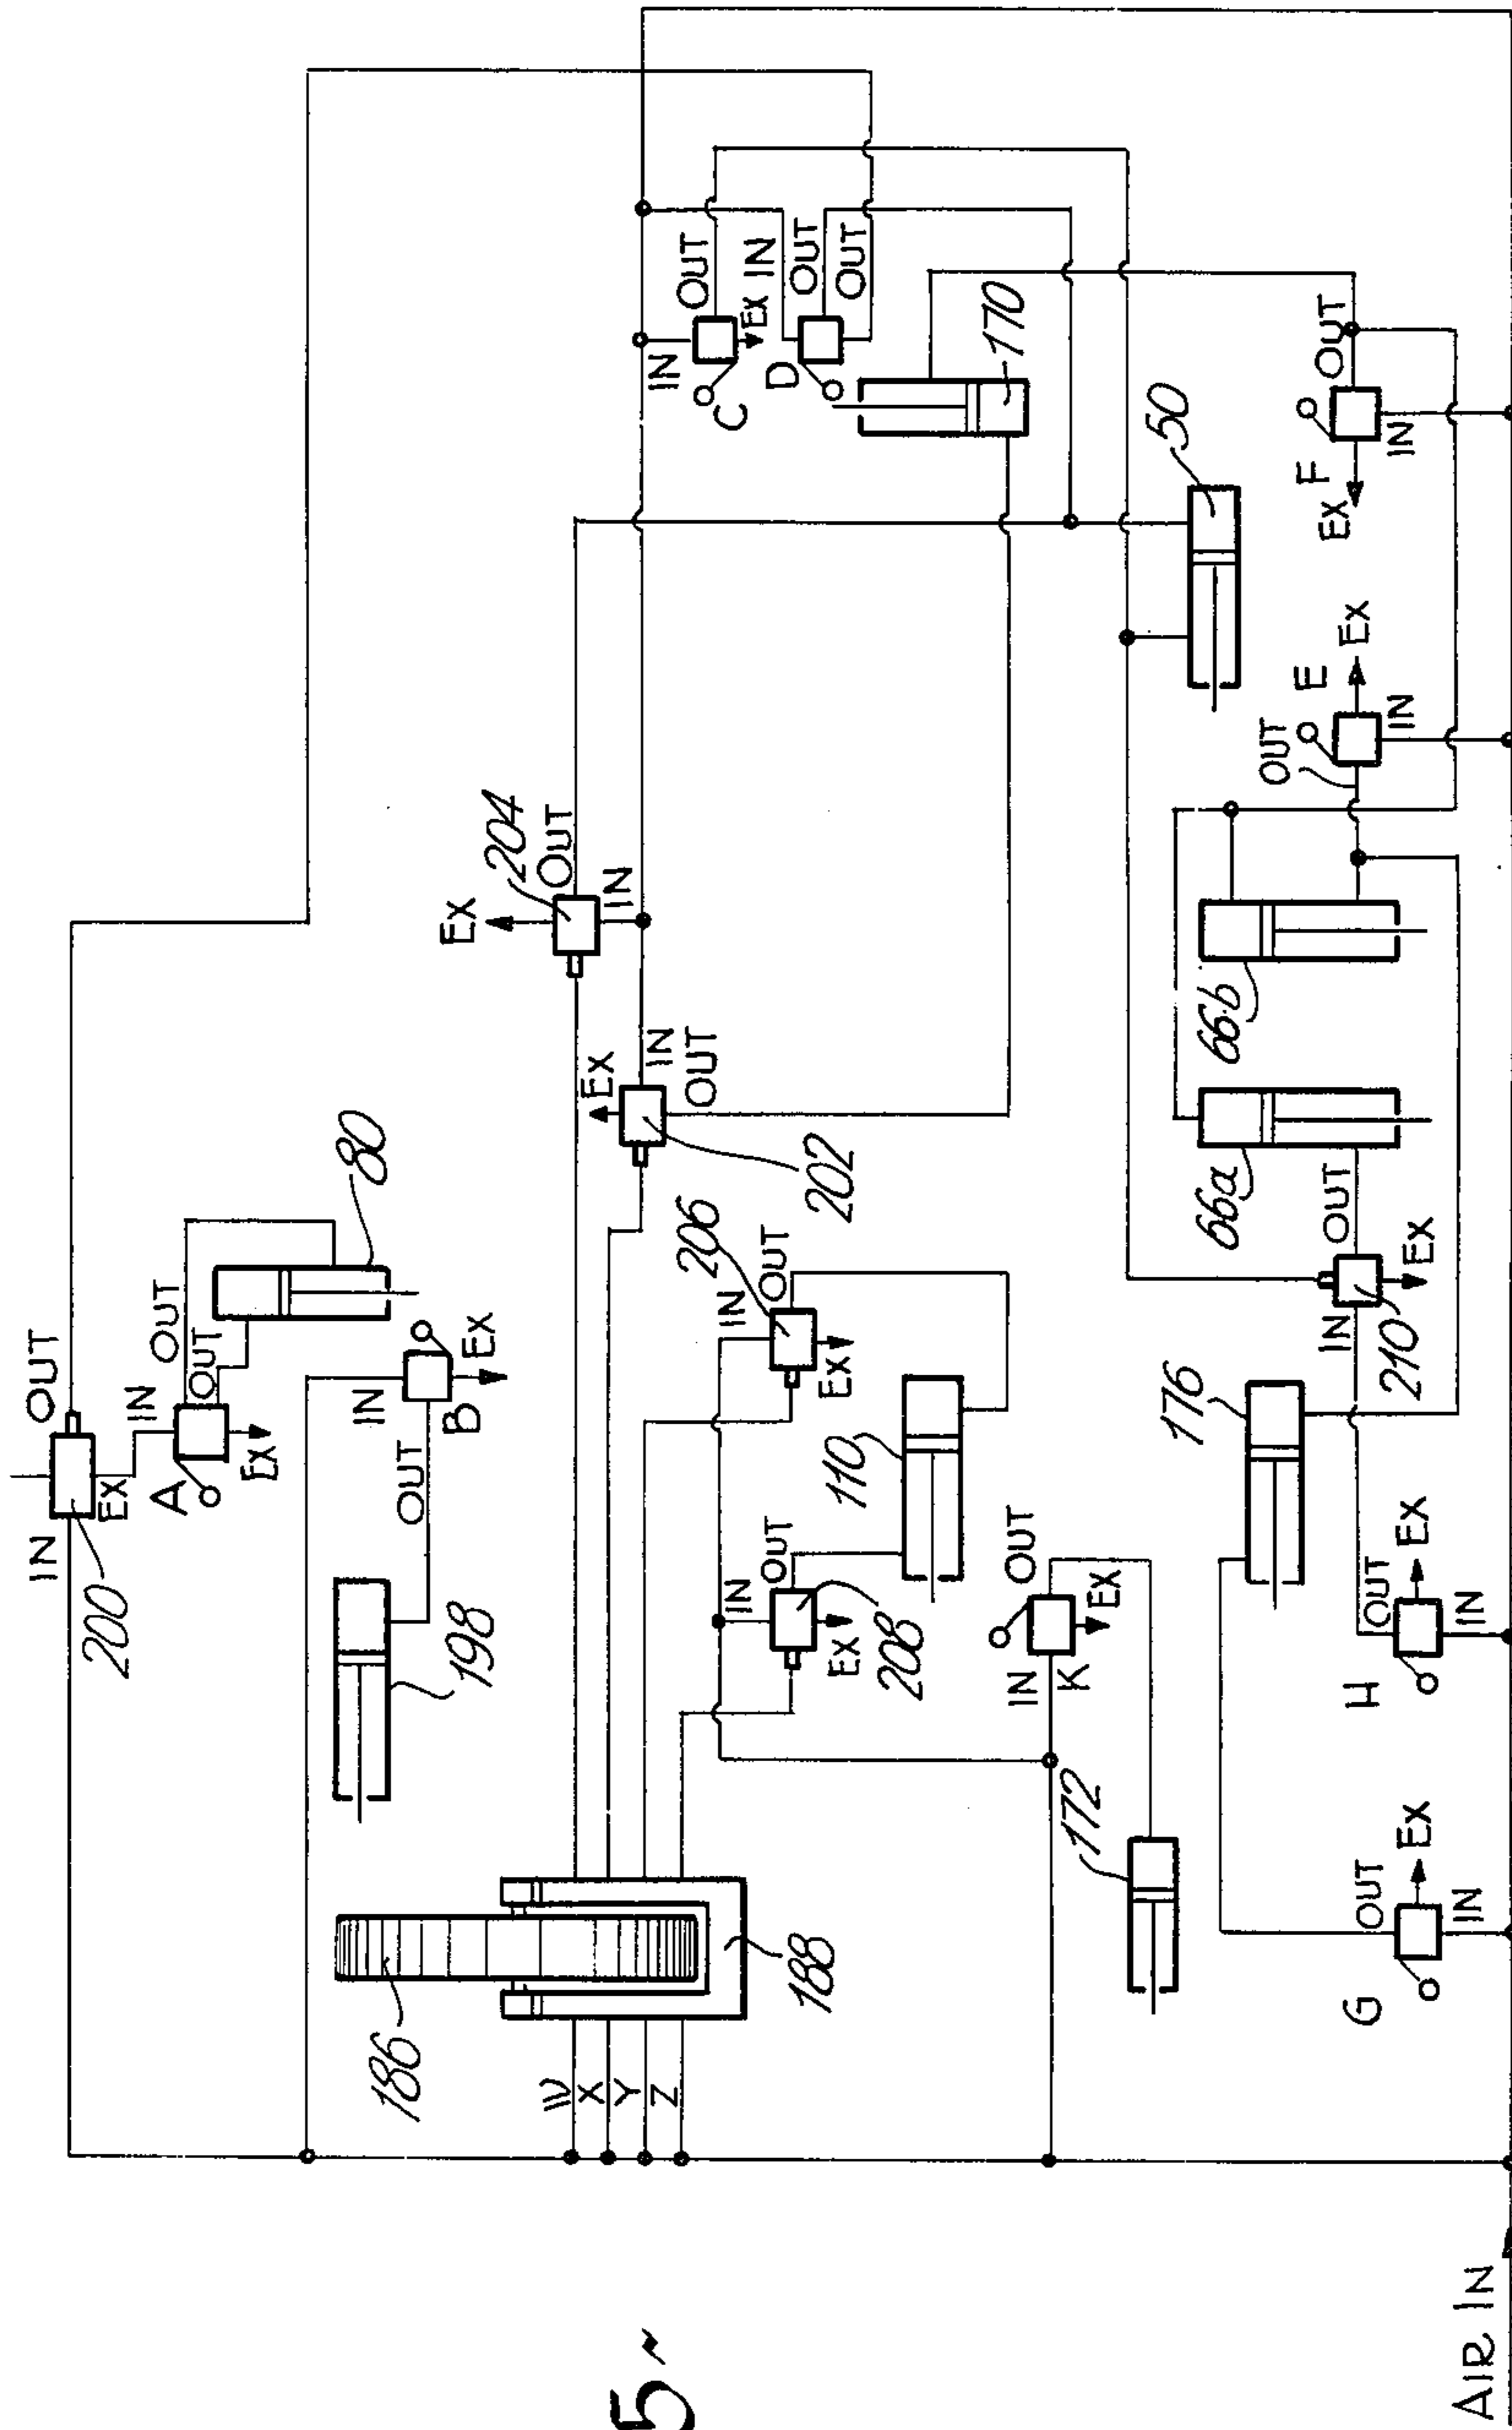 IN
OUT
200
EX
IN
A
OUT
OUT
EX
80
IN
OUT
B
EX
198
186
EX
204
OUT
IN
W
X
Y
Z
188
EX
IN
OUT
202
IN
C
OUT
EX
IN
D
OUT
OUT
206
IN
OUT
EX
IN
OUT
EX
208
110
170
5~
IN
K
OUT
EX
172
50
176
66a
66b
OUT
E
EX
IN
EX
F
OUT
IN
IN
210
OUT
EX
G
OUT
EX
IN
H
OUT
EX
IN
AIR IN